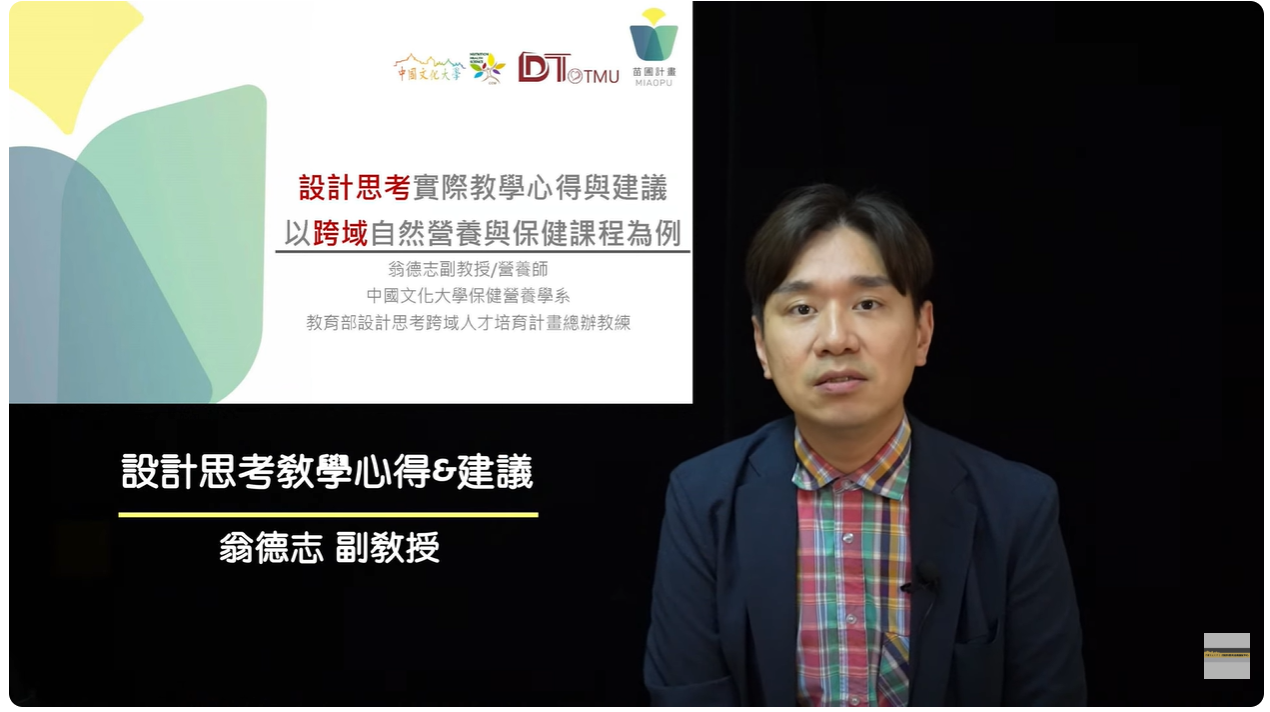 中國文化大學
DT@TMU
苗圃計畫
MIAOPU
設計思考實際教學心得與建議
以跨域自然營養與保健課程為例
翁德志副教授/營養師
中國文化大學保健營養學系
教育部設計思考跨域人才培育計畫總辦教練
設計思考教學心得&建議
翁德志 副教授